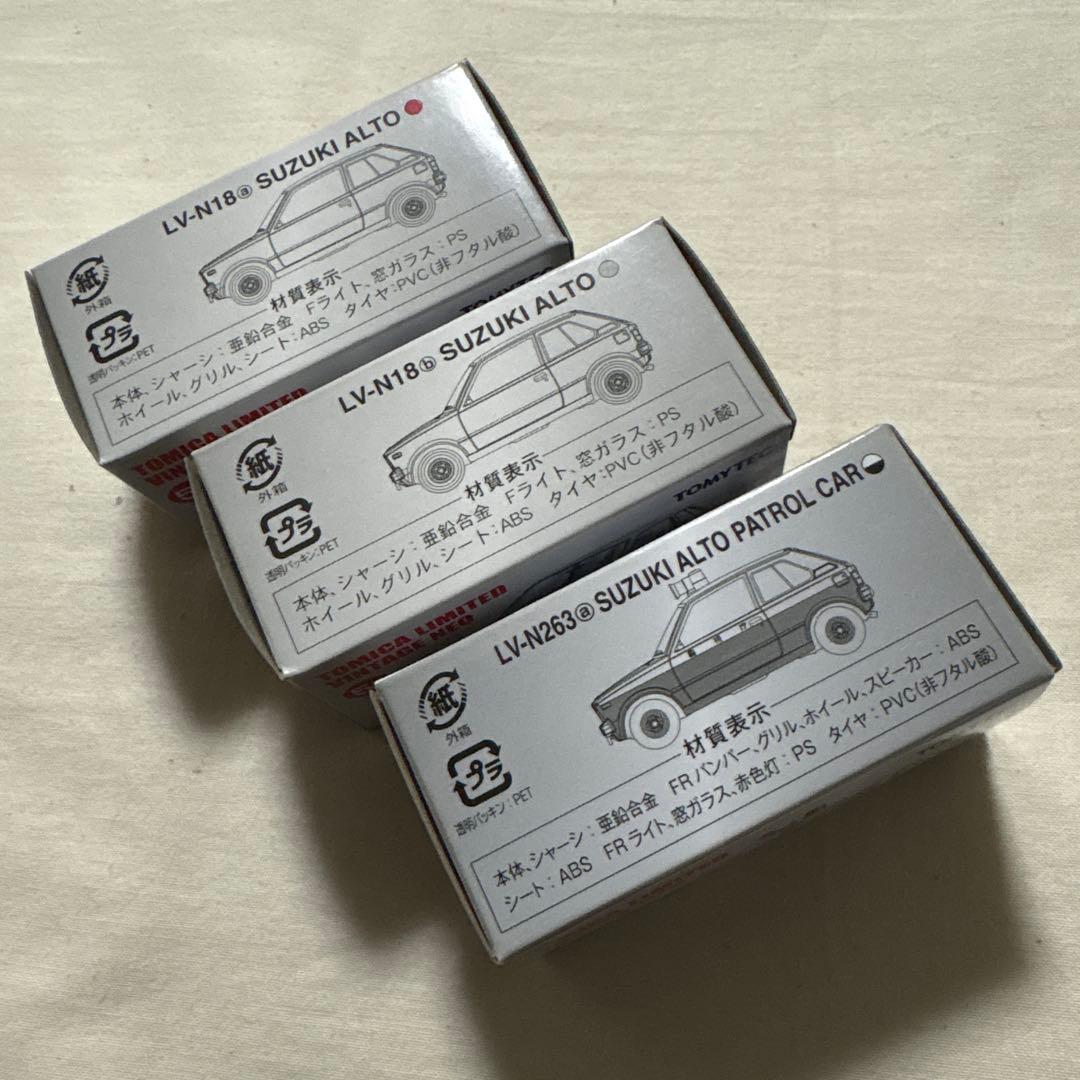 LV-N18ⓐ SUZUKI ALTO
紙
外箱
プラ
透明パッキン:PET
材質表示
本体、シャーシ:亜鉛合金 Fライト、窓ガラス:PS
ホイール、グリル、シート:ABS タイヤ:PVC(非フタル酸)
TOMYTEC
TOMICA LIMITED
VINTAGE NEO
LV-N18ⓑ SUZUKI ALTO
紙
外箱
プラ
透明パッキン:PET
材質表示
本体、シャーシ:亜鉛合金 Fライト、窓ガラス:PS
ホイール、グリル、シート:ABS タイヤ:PVC(非フタル酸)
TOMYTEC
TOMICA LIMITED
VINTAGE NEO
LV-N263ⓐ SUZUKI ALTO PATROL CAR
紙
外箱
プラ
透明パッキン:PET
材質表示
本体、シャーシ:亜鉛合金 FRバンパー、グリル、ホイール、スピーカー:ABS
シート:ABS FRライト、窓ガラス、赤色灯:PS タイヤ:PVC(非フタル酸)
TOMICA LIMITED